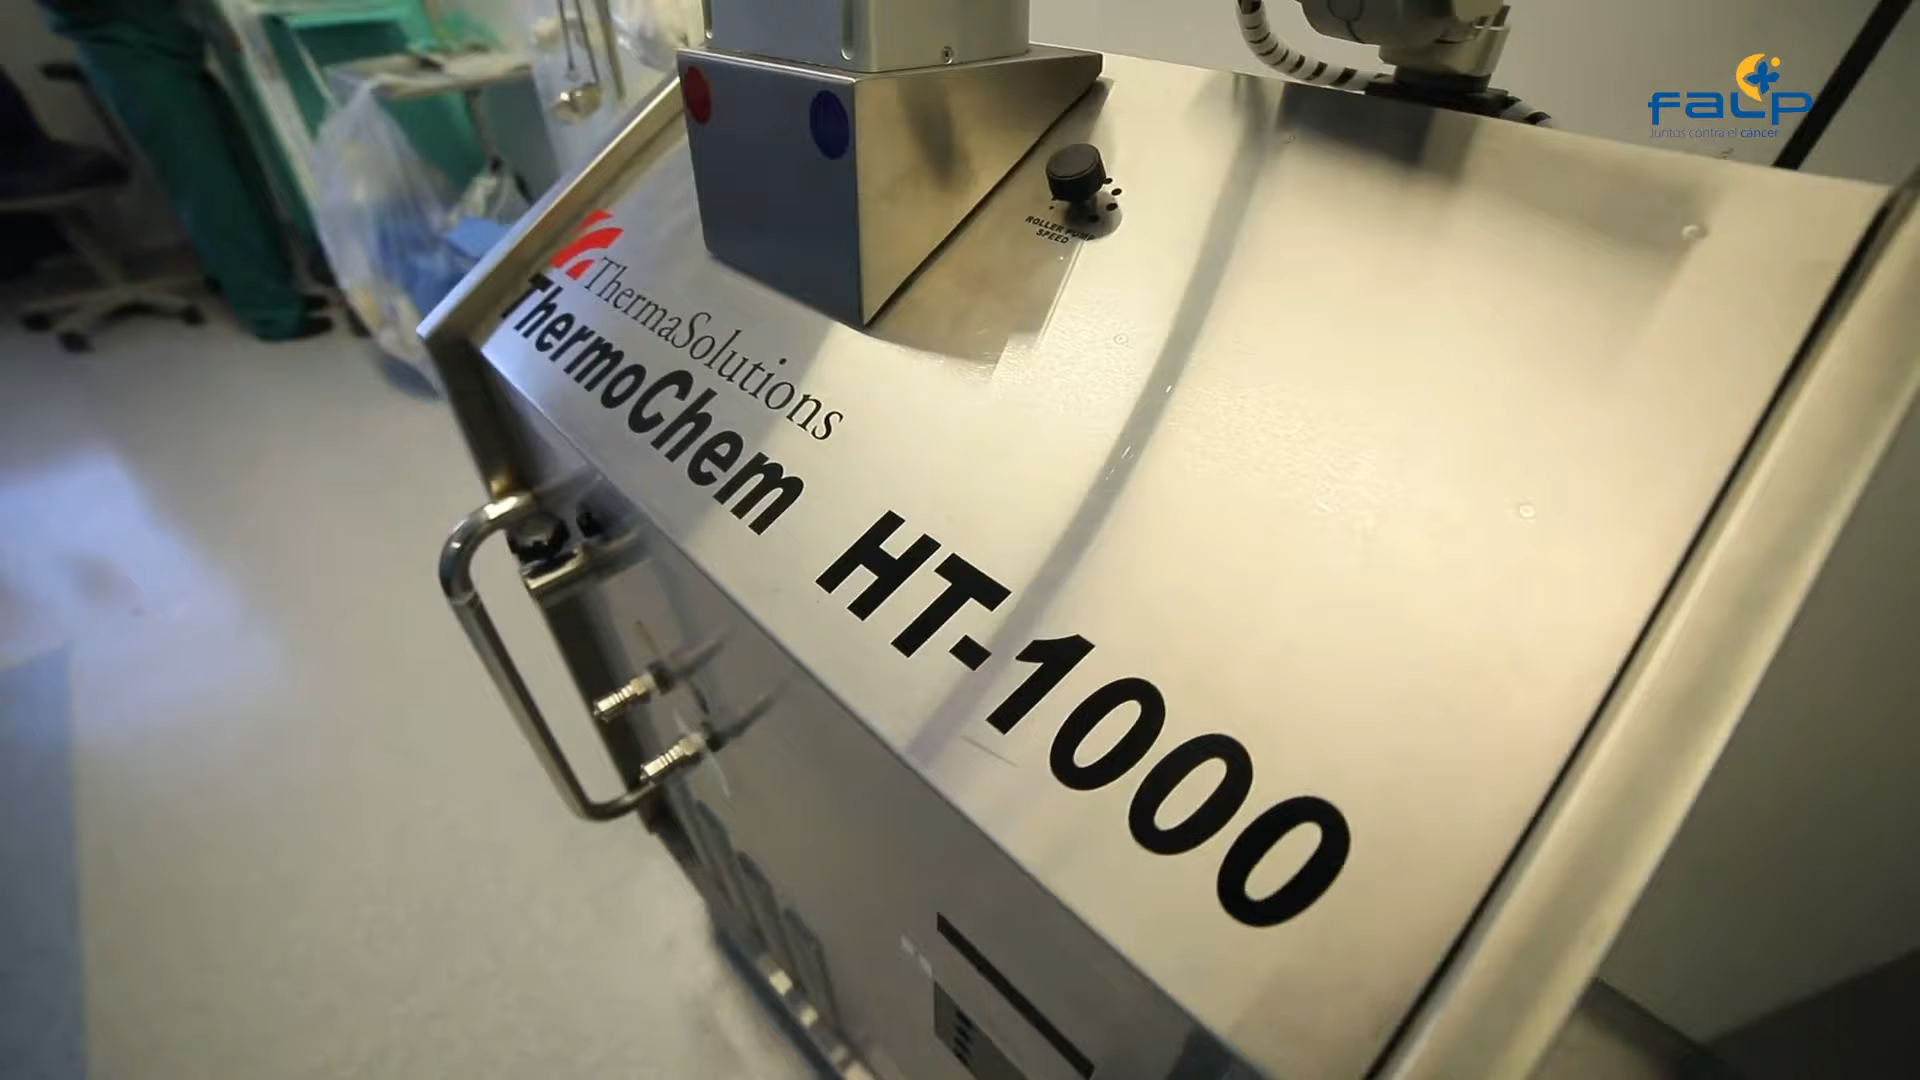 falp
Juntos contra el cáncer
ROLLER PUMP
SPEED
ThermaSolutions
ThermoChem HT-1000